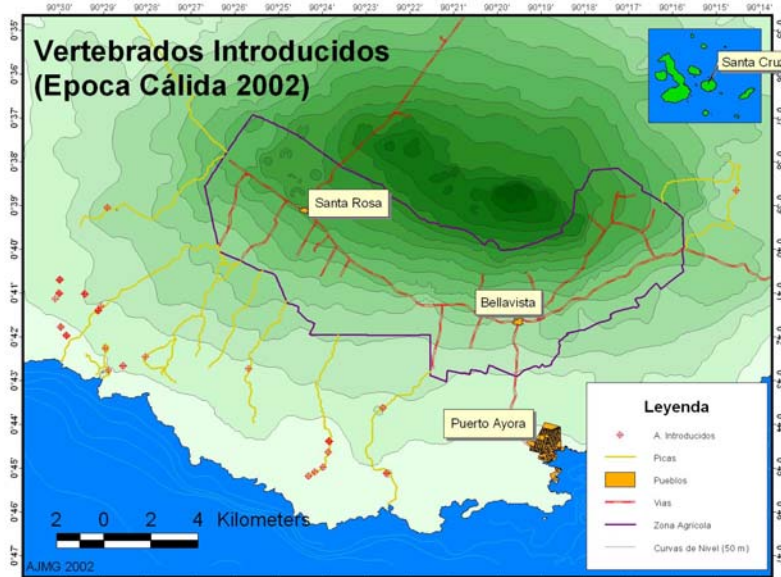 90°30' 90°29' 90°28' 90°27' 90°26' 90°25' 90°24' 90°23' 90°22' 90°21' 90°20' 90°19' 90°18' 90°17' 90°16' 90°15' 90°14'
Vertebrados Introducidos
(Epoca Cálida 2002)
Santa Cruz
0°35'
0°36'
0°37'
0°38'
0°39'
0°40'
0°41'
0°42'
0°43'
0°44'
0°45'
0°46'
0°47'
Santa Rosa
Bellavista
Puerto Ayora
Leyenda
A. Introducidos
Picas
Pueblos
Vias
Zona Agrícola
Curvas de Nivel (50 m)
2 0 2 4 Kilometers
AJMG 2002